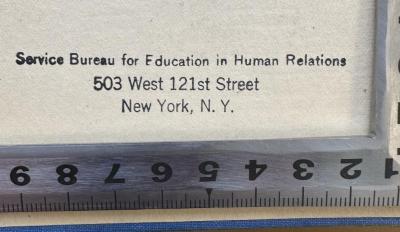 Service Bureau for Education in Human Relations
503 West 121st Street
New York, N. Y.
9 8 7 6 5 4 3 2 1